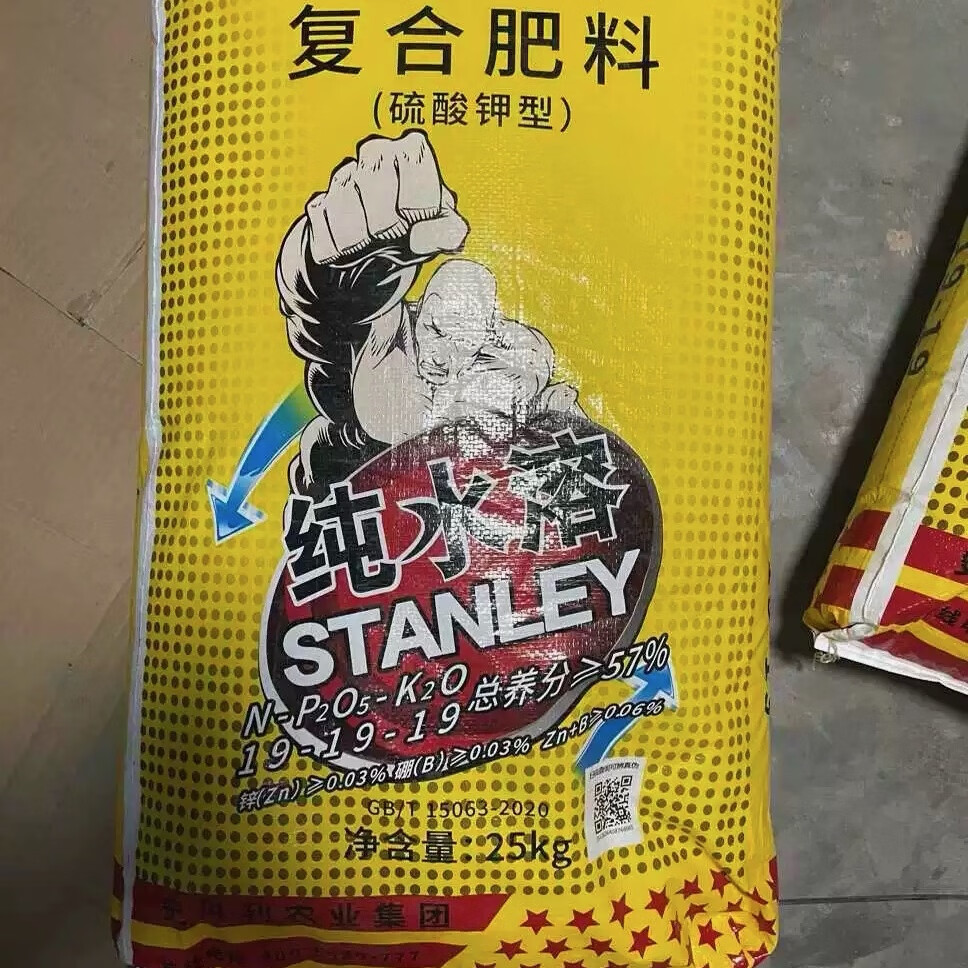 复合肥料
(硫酸钾型)
纯水溶
STANLEY
N-P2O5-K2O 总养分≥57%
19-19-19
锌(Zn)≥0.03% 硼(B)≥0.03% Zn+B≥0.06%
GB/T 15063-2020
净含量:25kg
农业集团
19-19